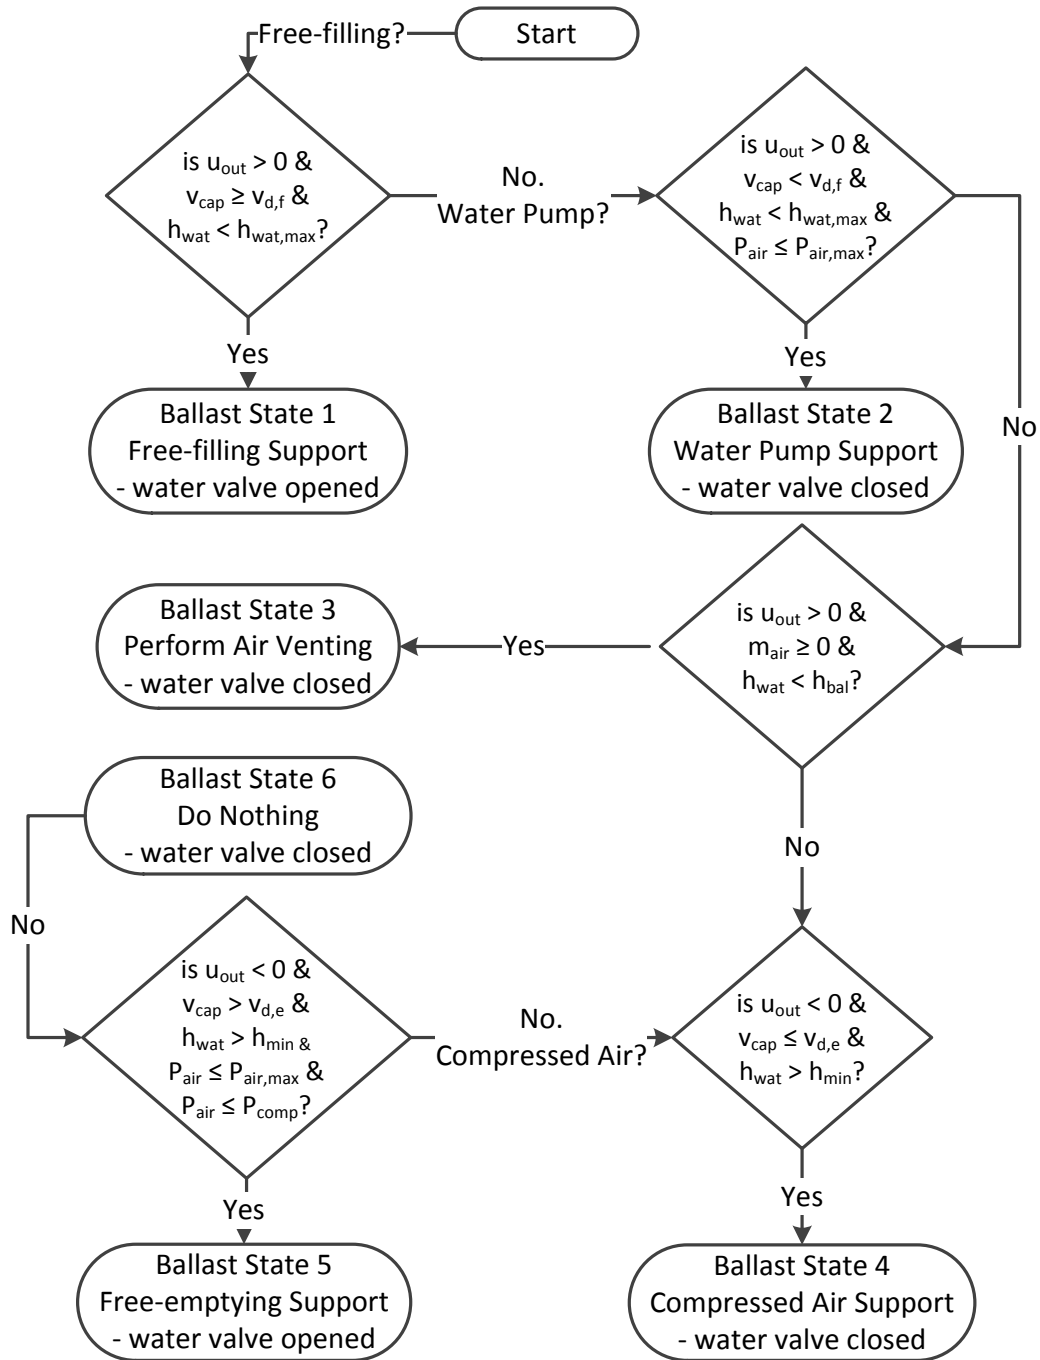 Free-filling?
Start
is u_out > 0 &
v_cap ≥ v_d,f &
h_wat < h_wat,max?
No.
Water Pump?
is u_out > 0 &
v_cap < v_d,f &
h_wat < h_wat,max &
P_air ≤ P_air,max?
Yes
Ballast State 1
Free-filling Support
- water valve opened
Yes
Ballast State 2
Water Pump Support
- water valve closed
No
Ballast State 3
Perform Air Venting
- water valve closed
Yes
is u_out > 0 &
m_air ≥ 0 &
h_wat < h_bal?
Ballast State 6
Do Nothing
- water valve closed
No
No
is u_out < 0 &
v_cap > v_d,e &
h_wat > h_min &
P_air ≤ P_air,max &
P_air ≤ P_comp?
No.
Compressed Air?
is u_out < 0 &
v_cap ≤ v_d,e &
h_wat > h_min?
Yes
Ballast State 5
Free-emptying Support
- water valve opened
Yes
Ballast State 4
Compressed Air Support
- water valve closed